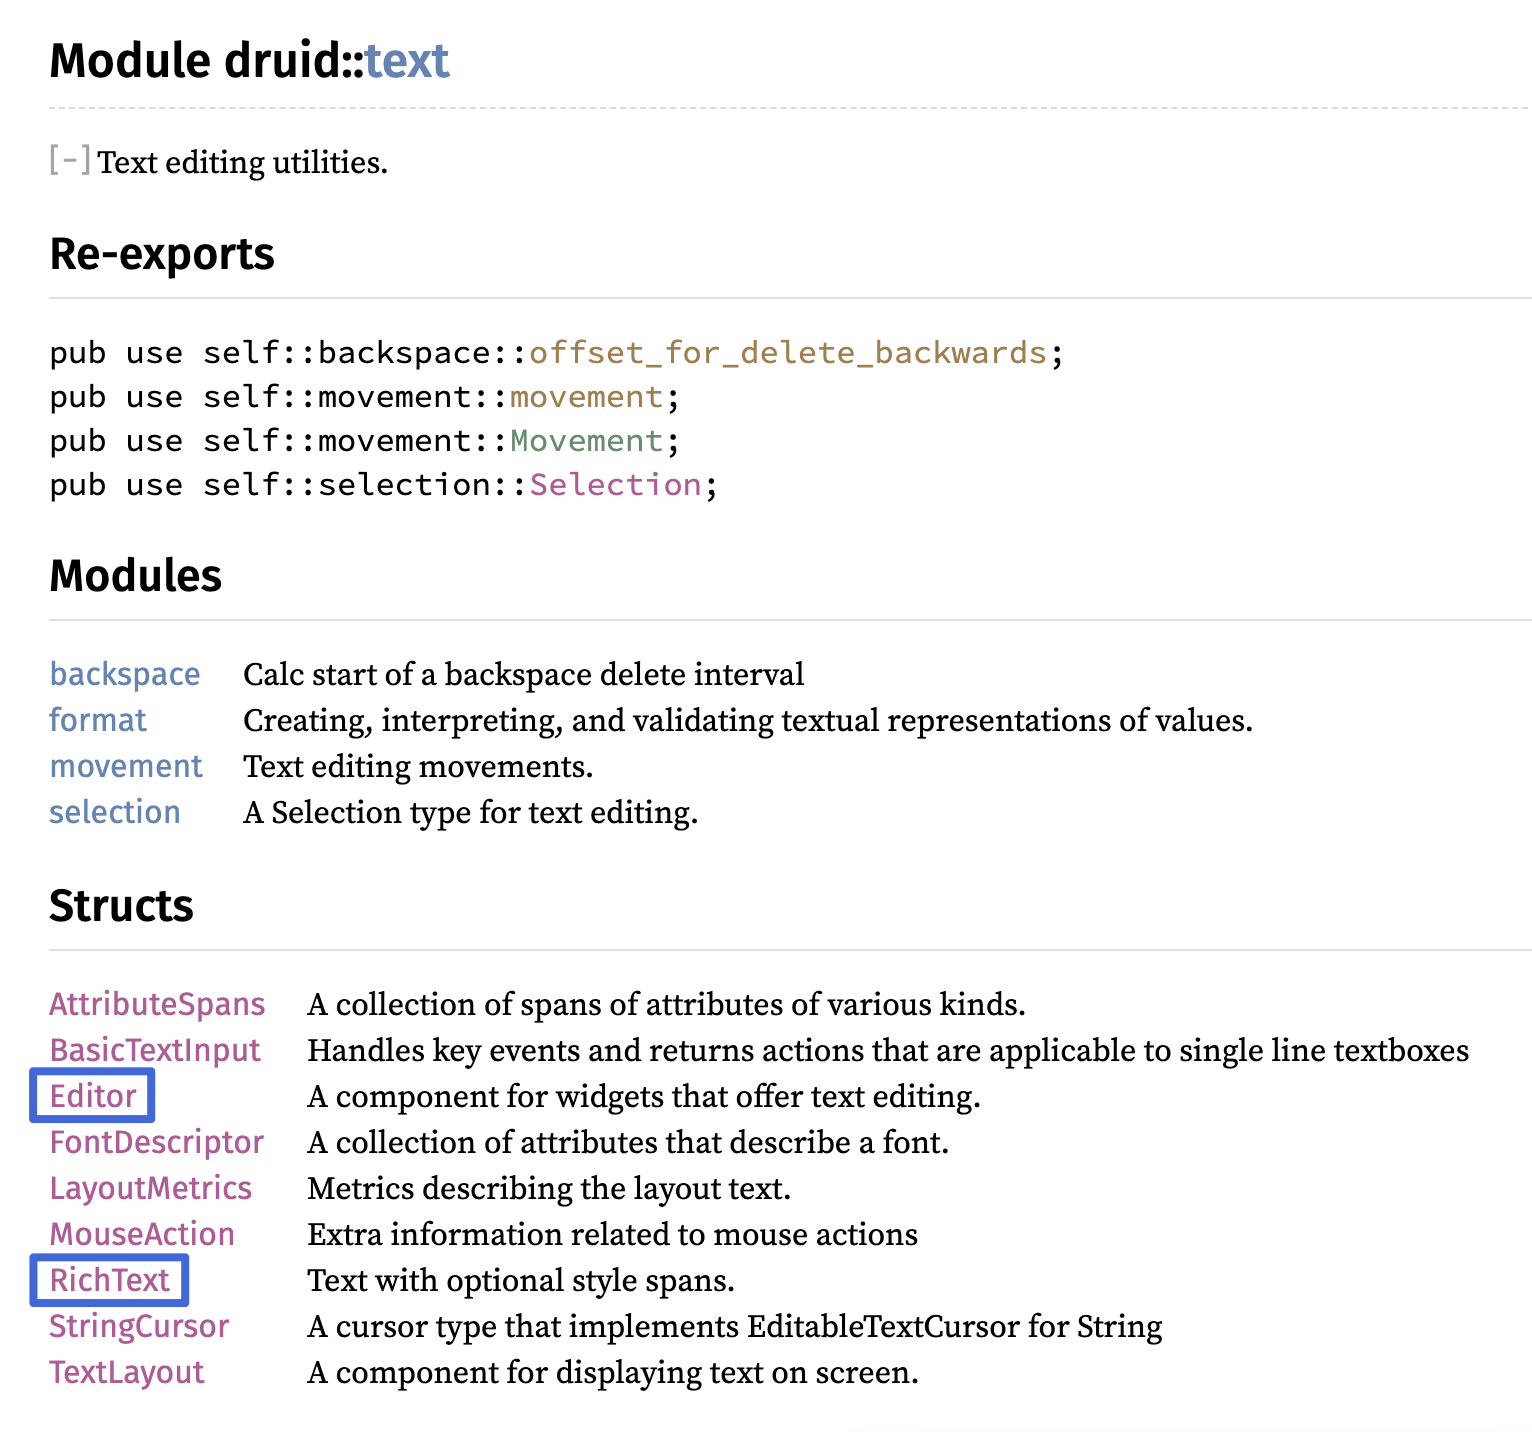 Module druid::text
[-] Text editing utilities.
Re-exports
pub use self::backspace::offset_for_delete_backwards;
pub use self::movement::movement;
pub use self::movement::Movement;
pub use self::selection::Selection;
Modules
backspace Calc start of a backspace delete interval
format Creating, interpreting, and validating textual representations of values.
movement Text editing movements.
selection A Selection type for text editing.
Structs
AttributeSpans A collection of spans of attributes of various kinds.
BasicTextInput Handles key events and returns actions that are applicable to single line textboxes
Editor A component for widgets that offer text editing.
FontDescriptor A collection of attributes that describe a font.
LayoutMetrics Metrics describing the layout text.
MouseAction Extra information related to mouse actions
RichText Text with optional style spans.
StringCursor A cursor type that implements EditableTextCursor for String
TextLayout A component for displaying text on screen.